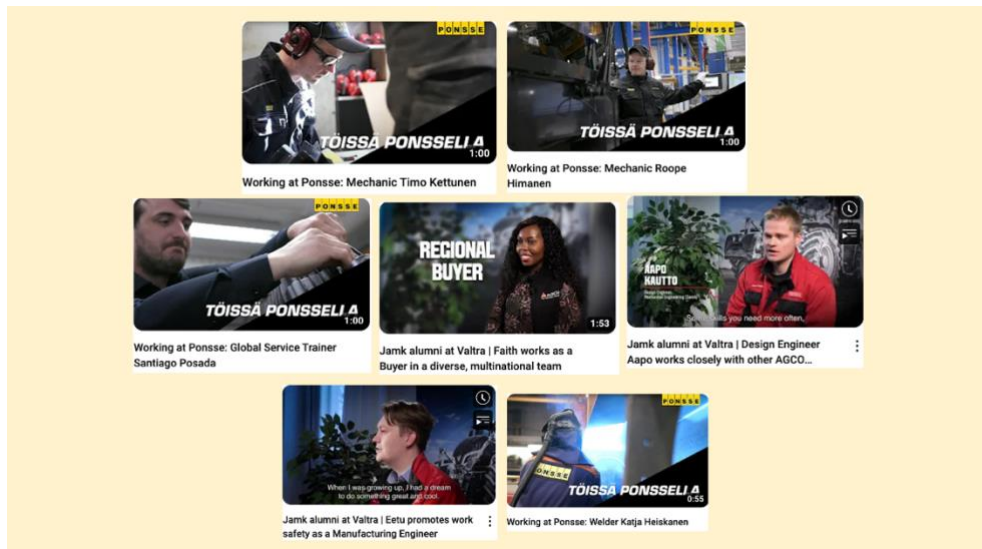 PONSSE
TÖISSÄ PONSSELLA
1:00
Working at Ponsse: Mechanic Timo Kettunen
PONSSE
TÖISSÄ PONSSELLA
1:00
Working at Ponsse: Mechanic Roope
Himanen
PONSSE
TÖISSÄ PONSSELLA
1:00
Working at Ponsse: Global Service Trainer
Santiago Posada
REGIONAL
BUYER
1:53
Jamk alumni at Valtra | Faith works as a
Buyer in a diverse, multinational team
AAPO
KAUTTO
Design Engineer,
you need more often,
Jamk alumni at Valtra | Design Engineer
Aapo works closely with other AGCO...
When I was growing up, I had a dream
to do something great and cool.
Jamk alumni at Valtra | Eetu promotes work
safety as a Manufacturing Engineer
PONSSE
PONSSE
TÖISSÄ PONSSELLA
0:55
Working at Ponsse: Welder Katja Heiskanen